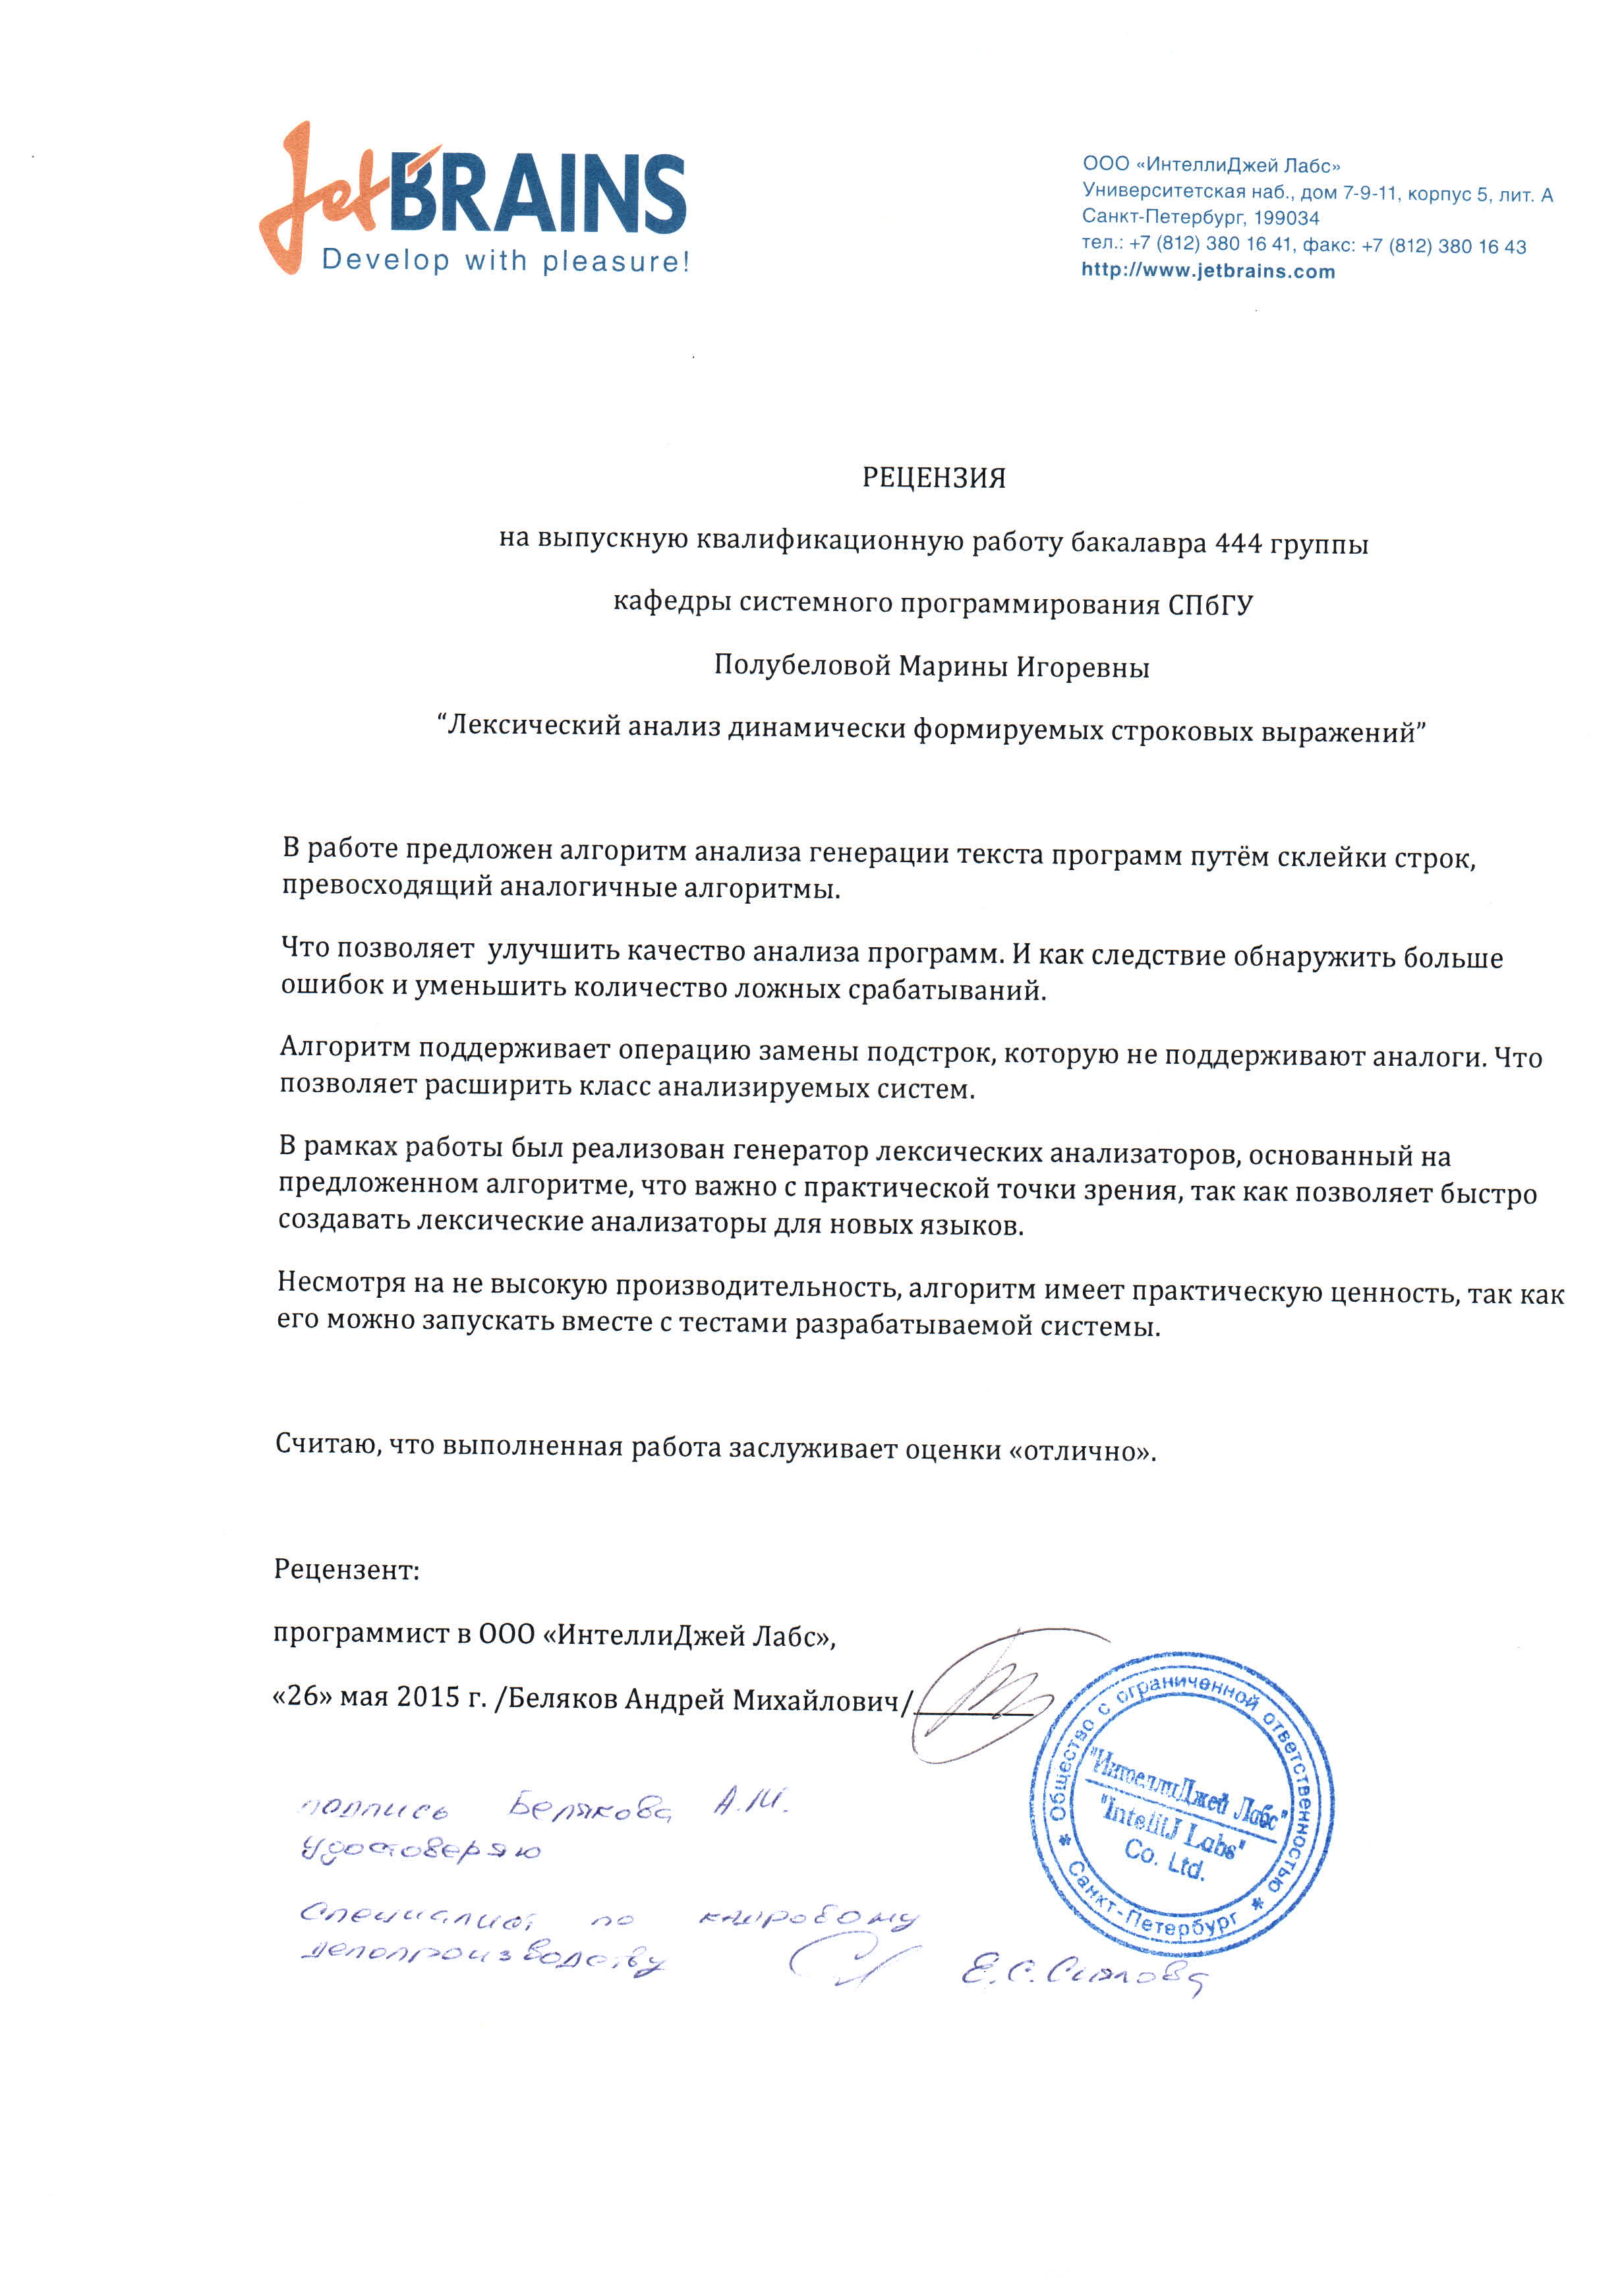 JetBRAINS
Develop with pleasure!
ООО «ИнтеллиДжей Лабс»
Университетская наб., дом 7-9-11, корпус 5, лит. А
Санкт-Петербург, 199034
тел.: +7 (812) 380 16 41, факс: +7 (812) 380 16 43
http://www.jetbrains.com
РЕЦЕНЗИЯ
на выпускную квалификационную работу бакалавра 444 группы
кафедры системного программирования СПбГУ
Полубеловой Марины Игоревны
“Лексический анализ динамически формируемых строковых выражений”
В работе предложен алгоритм анализа генерации текста программ путём склейки строк,
превосходящий аналогичные алгоритмы.
Что позволяет улучшить качество анализа программ. И как следствие обнаружить больше
ошибок и уменьшить количество ложных срабатываний.
Алгоритм поддерживает операцию замены подстрок, которую не поддерживают аналоги. Что
позволяет расширить класс анализируемых систем.
В рамках работы был реализован генератор лексических анализаторов, основанный на
предложенном алгоритме, что важно с практической точки зрения, так как позволяет быстро
создавать лексические анализаторы для новых языков.
Несмотря на не высокую производительность, алгоритм имеет практическую ценность, так как
его можно запускать вместе с тестами разрабатываемой системы.
Считаю, что выполненная работа заслуживает оценки «отлично».
Рецензент:
программист в ООО «ИнтеллиДжей Лабс»,
«26» мая 2015 г. /Беляков Андрей Михайлович/
Общество с ограниченной ответственностью
"ИнтеллиДжей Лабс"
"IntelliJ Labs"
Co. Ltd.
Санкт-Петербург
подпись Белякова А.М.
удостоверяю
Специалист по кадровому
делопроизводству Е.С.